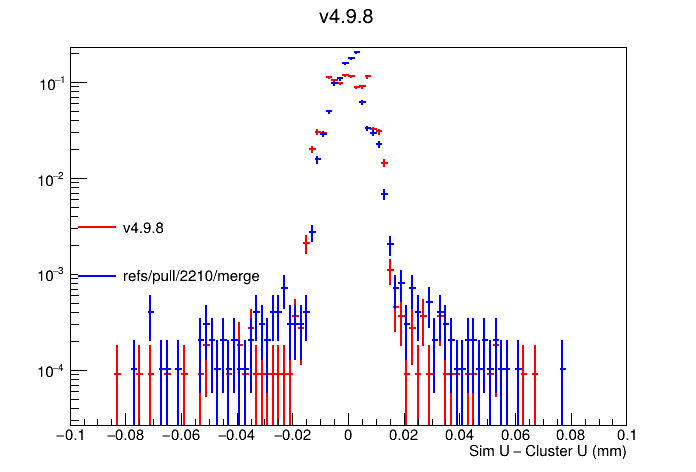 v4.9.8
10⁻¹
10⁻²
v4.9.8
10⁻³
refs/pull/2210/merge
10⁻⁴
−0.1 −0.08 −0.06 −0.04 −0.02 0 0.02 0.04 0.06 0.08 0.1
Sim U − Cluster U (mm)